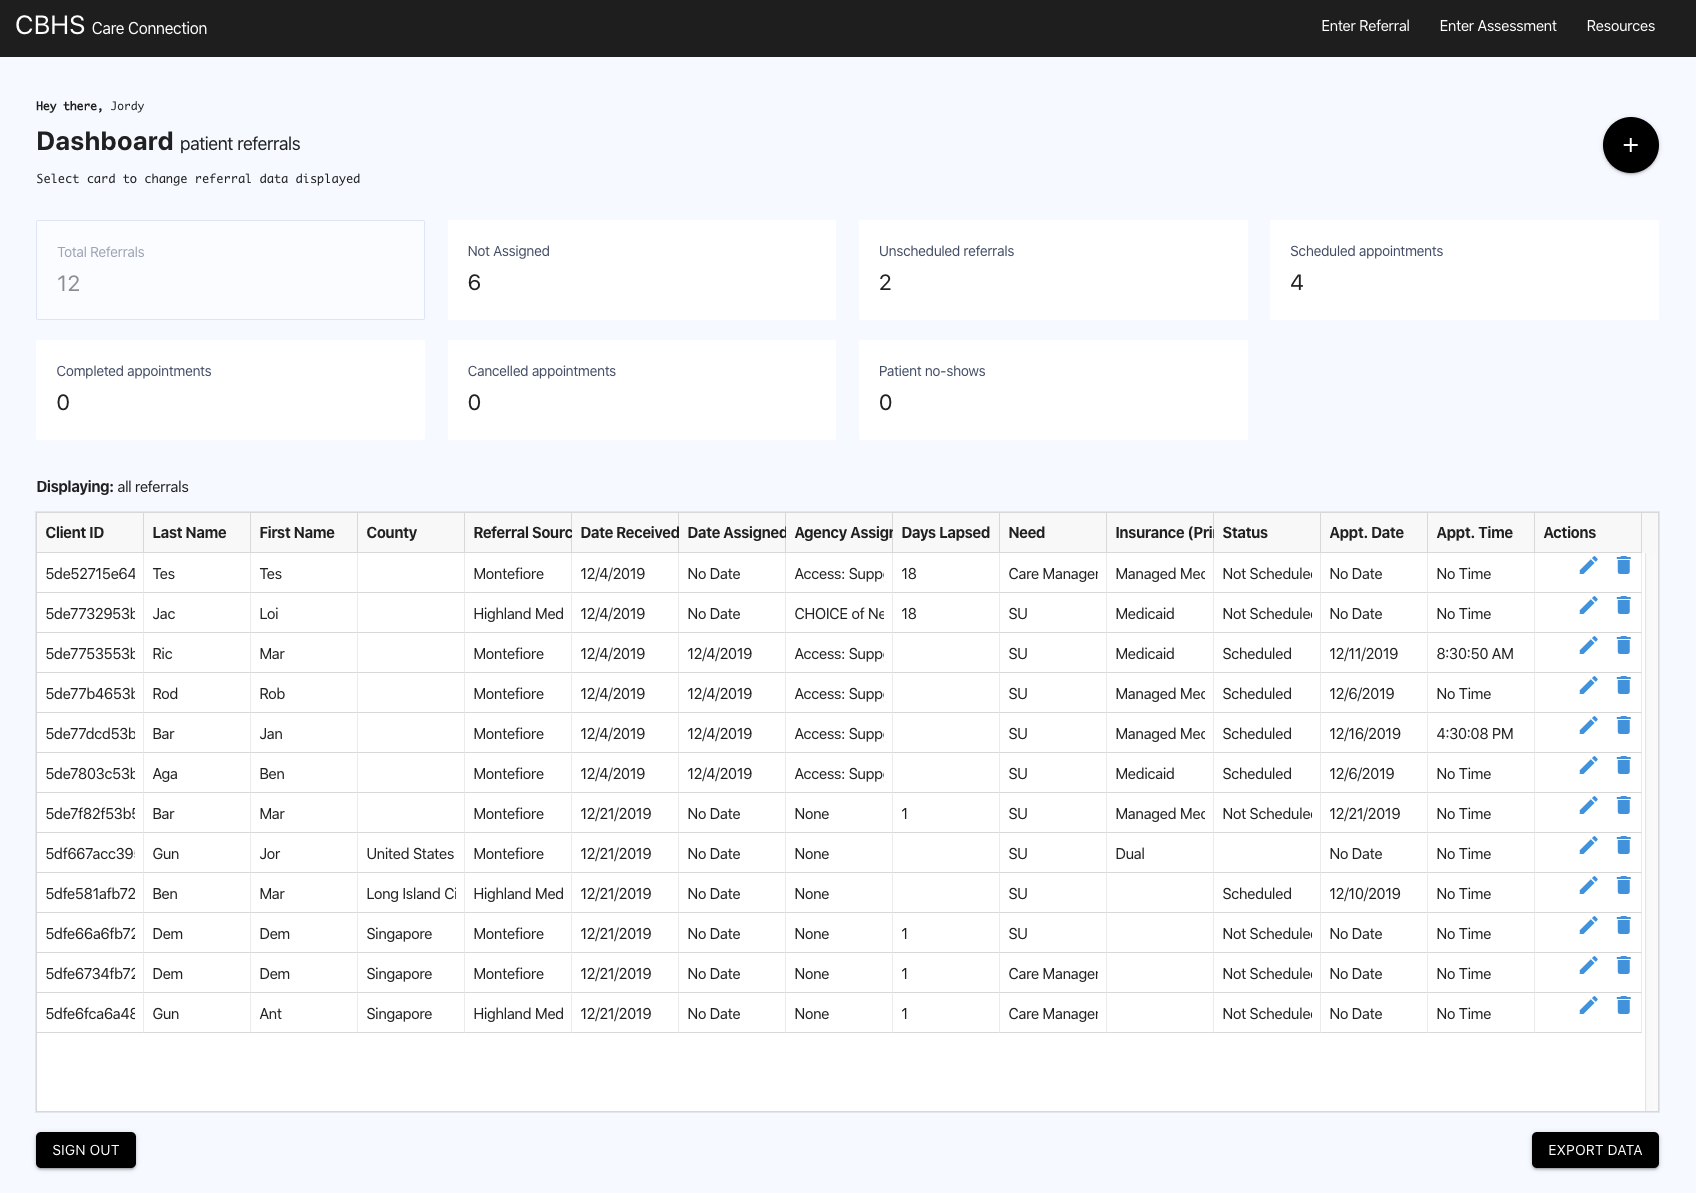 CBHS Care Connection Enter Referral Enter Assessment Resources
Hey there, Jordy
Dashboard patient referrals
+
Select card to change referral data displayed
Total Referrals Not Assigned Unscheduled referrals Scheduled appointments
12 6 2 4
Completed appointments Cancelled appointments Patient no-shows
0 0 0
Displaying: all referrals
Client ID Last Name First Name County Referral Sourc Date Received Date Assigned Agency Assigr Days Lapsed Need Insurance (Pri Status Appt. Date Appt. Time Actions
5de52715e64 Tes Tes Montefiore 12/4/2019 No Date Access: Supp 18 Care Manager Managed Med Not Schedule No Date No Time
5de7732953b Jac Loi Highland Med 12/4/2019 No Date CHOICE of Ne 18 SU Medicaid Not Schedule No Date No Time
5de7753553b Ric Mar Montefiore 12/4/2019 12/4/2019 Access: Supp SU Medicaid Scheduled 12/11/2019 8:30:50 AM
5de77b4653b Rod Rob Montefiore 12/4/2019 12/4/2019 Access: Supp SU Managed Med Scheduled 12/6/2019 No Time
5de77dcd53b Bar Jan Montefiore 12/4/2019 12/4/2019 Access: Supp SU Managed Med Scheduled 12/16/2019 4:30:08 PM
5de7803c53b Aga Ben Montefiore 12/4/2019 12/4/2019 Access: Supp SU Medicaid Scheduled 12/6/2019 No Time
5de7f82f53b5 Bar Mar Montefiore 12/21/2019 No Date None 1 SU Managed Med Not Schedule 12/21/2019 No Time
5df667acc39 Gun Jor United States Montefiore 12/21/2019 No Date None SU Dual No Date No Time
5dfe581afb72 Ben Mar Long Island Ci Highland Med 12/21/2019 No Date None SU Scheduled 12/10/2019 No Time
5dfe66a6fb72 Dem Dem Singapore Montefiore 12/21/2019 No Date None 1 SU Not Schedule No Date No Time
5dfe6734fb72 Dem Dem Singapore Montefiore 12/21/2019 No Date None 1 Care Manager Not Schedule No Date No Time
5dfe6fca6a48 Gun Ant Singapore Highland Med 12/21/2019 No Date None 1 Care Manager Not Schedule No Date No Time
SIGN OUT EXPORT DATA